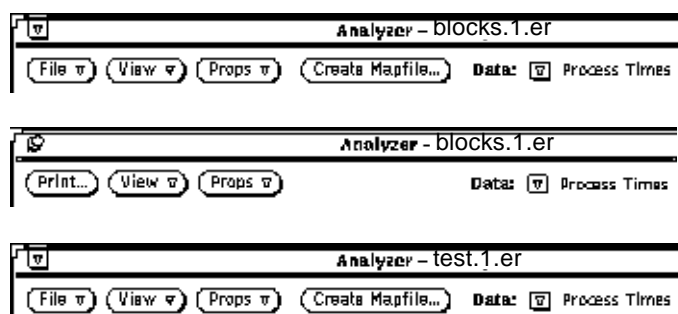 Analyzer – blocks.1.er
File View Props Create Mapfile... Data: Process Times
Analyzer - blocks.1.er
Print... View Props Data: Process Times
Analyzer – test.1.er
File View Props Create Mapfile... Data: Process Times